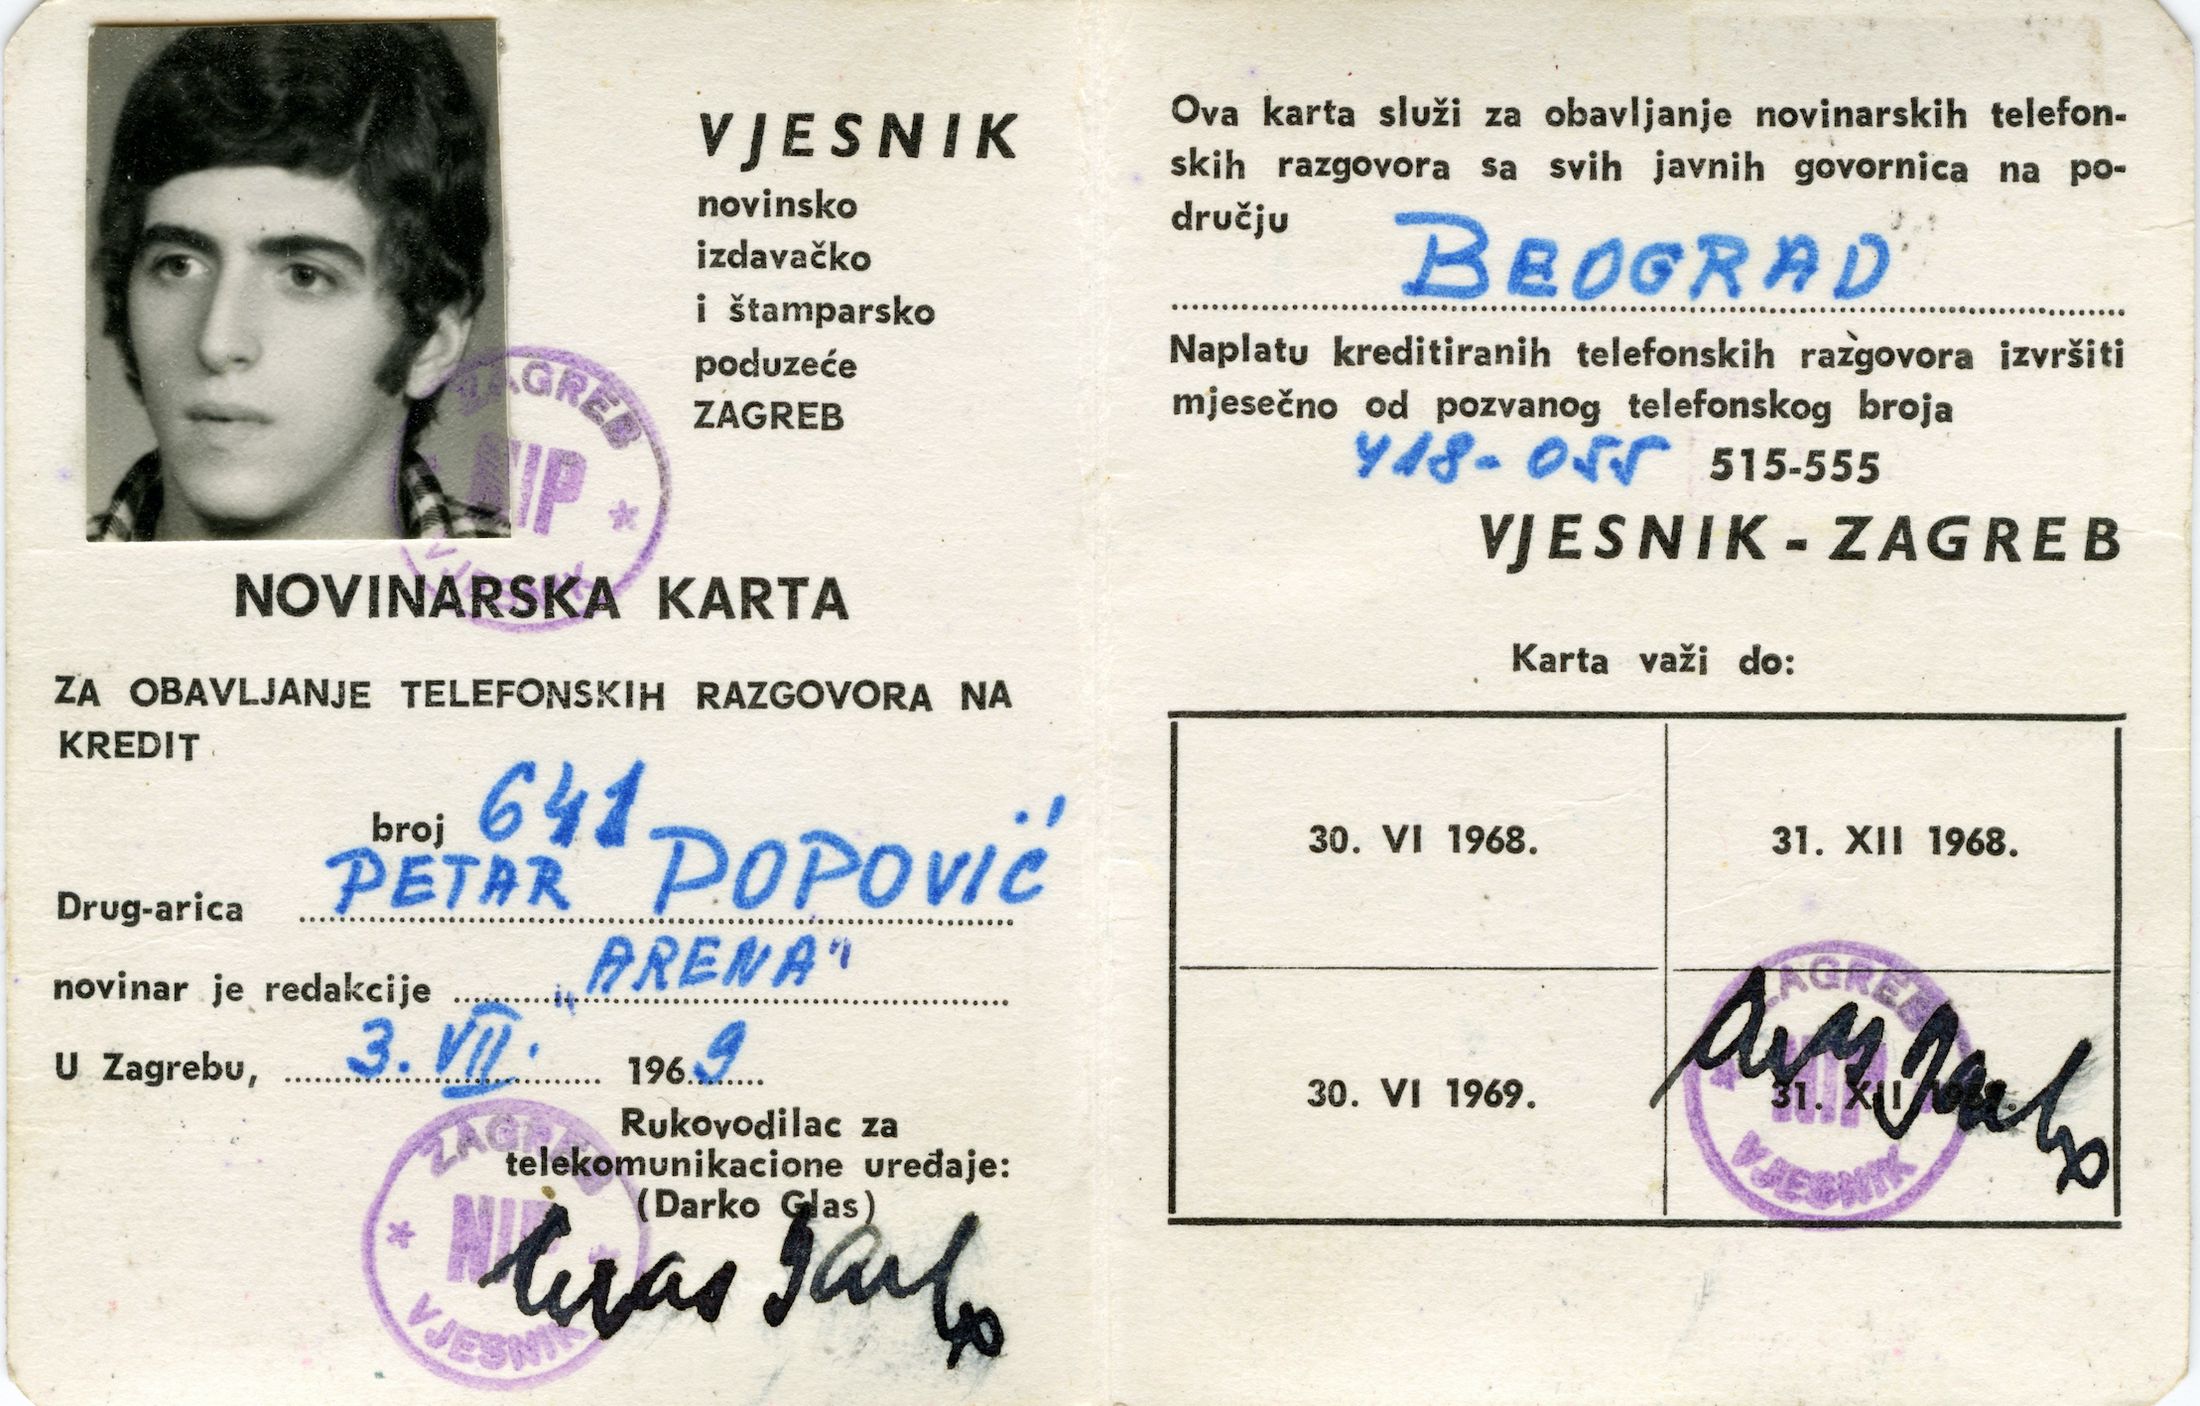 VJESNIK
novinsko
izdavačko
i štamparsko
poduzeće
ZAGREB
ZAGREB
NIP
VJESNIK
NOVINARSKA KARTA
ZA OBAVLJANJE TELEFONSKIH RAZGOVORA NA
KREDIT
broj 641
Drug-arica PETAR POPOVIĆ
novinar je redakcije „ARENA"
U Zagrebu, 3. VII. 1969
Rukovodilac za
telekomunikacione uređaje:
(Darko Glas)
ZAGREB
NIP
VJESNIK
Ova karta služi za obavljanje novinarskih telefon-
skih razgovora sa svih javnih govornica na po-
dručju
BEOGRAD
Naplatu kreditiranih telefonskih razgovora izvršiti
mjesečno od pozvanog telefonskog broja
418-055 515-555
VJESNIK-ZAGREB
Karta važi do:
30. VI 1968. 31. XII 1968.
30. VI 1969. 31. XII
ZAGREB
NIP
VJESNIK